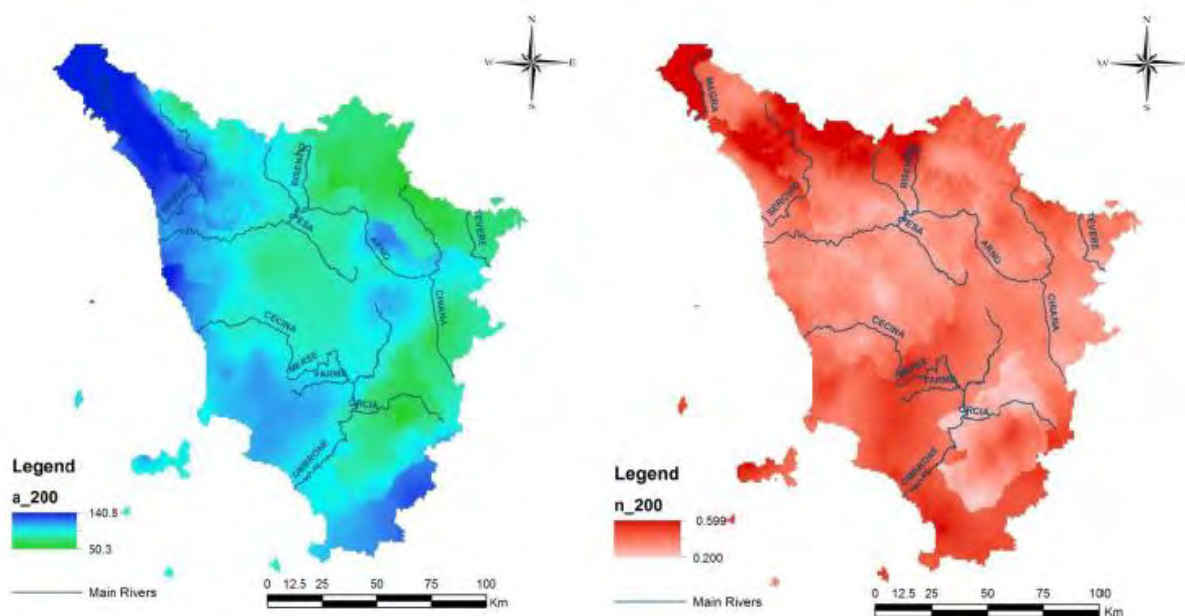 N
W E
S
BISENZIO
PESA
ARNO
TEVERE
CHIANA
CECINA
MERSE
FARMA
ORCIA
OMBRONE
Legend
a_200
140.8
50.3
Main Rivers
0 12.5 25 50 75 100
Km
N
W
S
MAGRA
SERCHIO
BISENZIO
PESA
ARNO
TEVERE
CHIANA
CECINA
MERSE
FARMA
ORCIA
OMBRONE
Legend
n_200
0.599
0.200
Main Rivers
0 12.5 25 50 75 100
Km